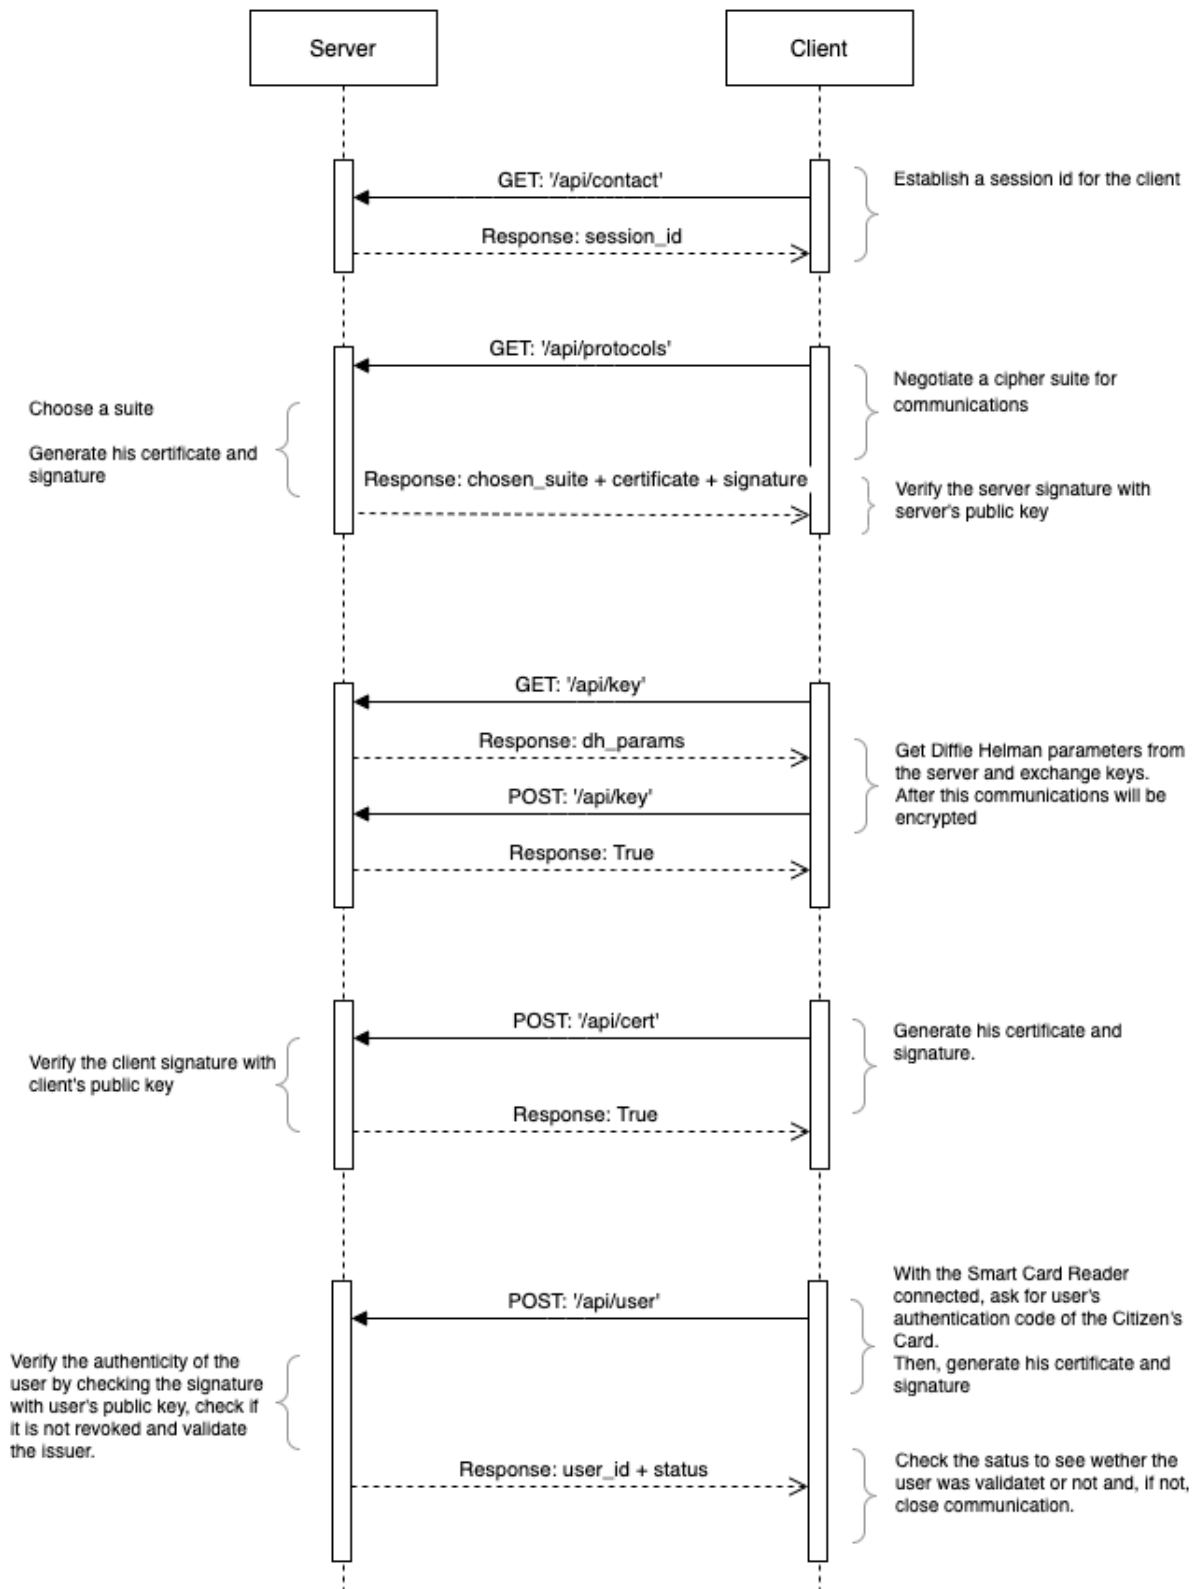 Server
Client
GET: '/api/contact'
Establish a session id for the client
Response: session_id
GET: '/api/protocols'
Negotiate a cipher suite for
communications
Choose a suite
Generate his certificate and
signature
Response: chosen_suite + certificate + signature
Verify the server signature with
server's public key
GET: '/api/key'
Response: dh_params
Get Diffie Helman parameters from
the server and exchange keys.
After this communications will be
encrypted
POST: '/api/key'
Response: True
POST: '/api/cert'
Generate his certificate and
signature.
Verify the client signature with
client's public key
Response: True
With the Smart Card Reader
connected, ask for user's
authentication code of the Citizen's
Card.
Then, generate his certificate and
signature
POST: '/api/user'
Verify the authenticity of the
user by checking the signature
with user's public key, check if
it is not revoked and validate
the issuer.
Response: user_id + status
Check the satus to see wether the
user was validatet or not and, if not,
close communication.